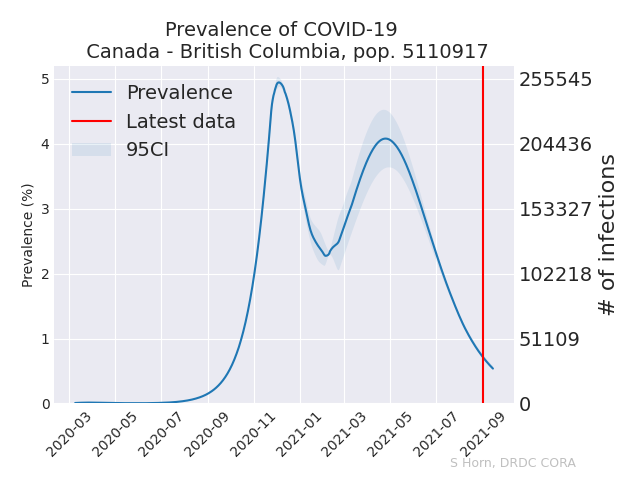 Prevalence of COVID-19
Canada - British Columbia, pop. 5110917
Prevalence
Latest data
95CI
Prevalence (%)
5
4
3
2
1
0
255545
204436
153327
102218
51109
0
# of infections
2020-03
2020-05
2020-07
2020-09
2020-11
2021-01
2021-03
2021-05
2021-07
2021-09
S Horn, DRDC CORA